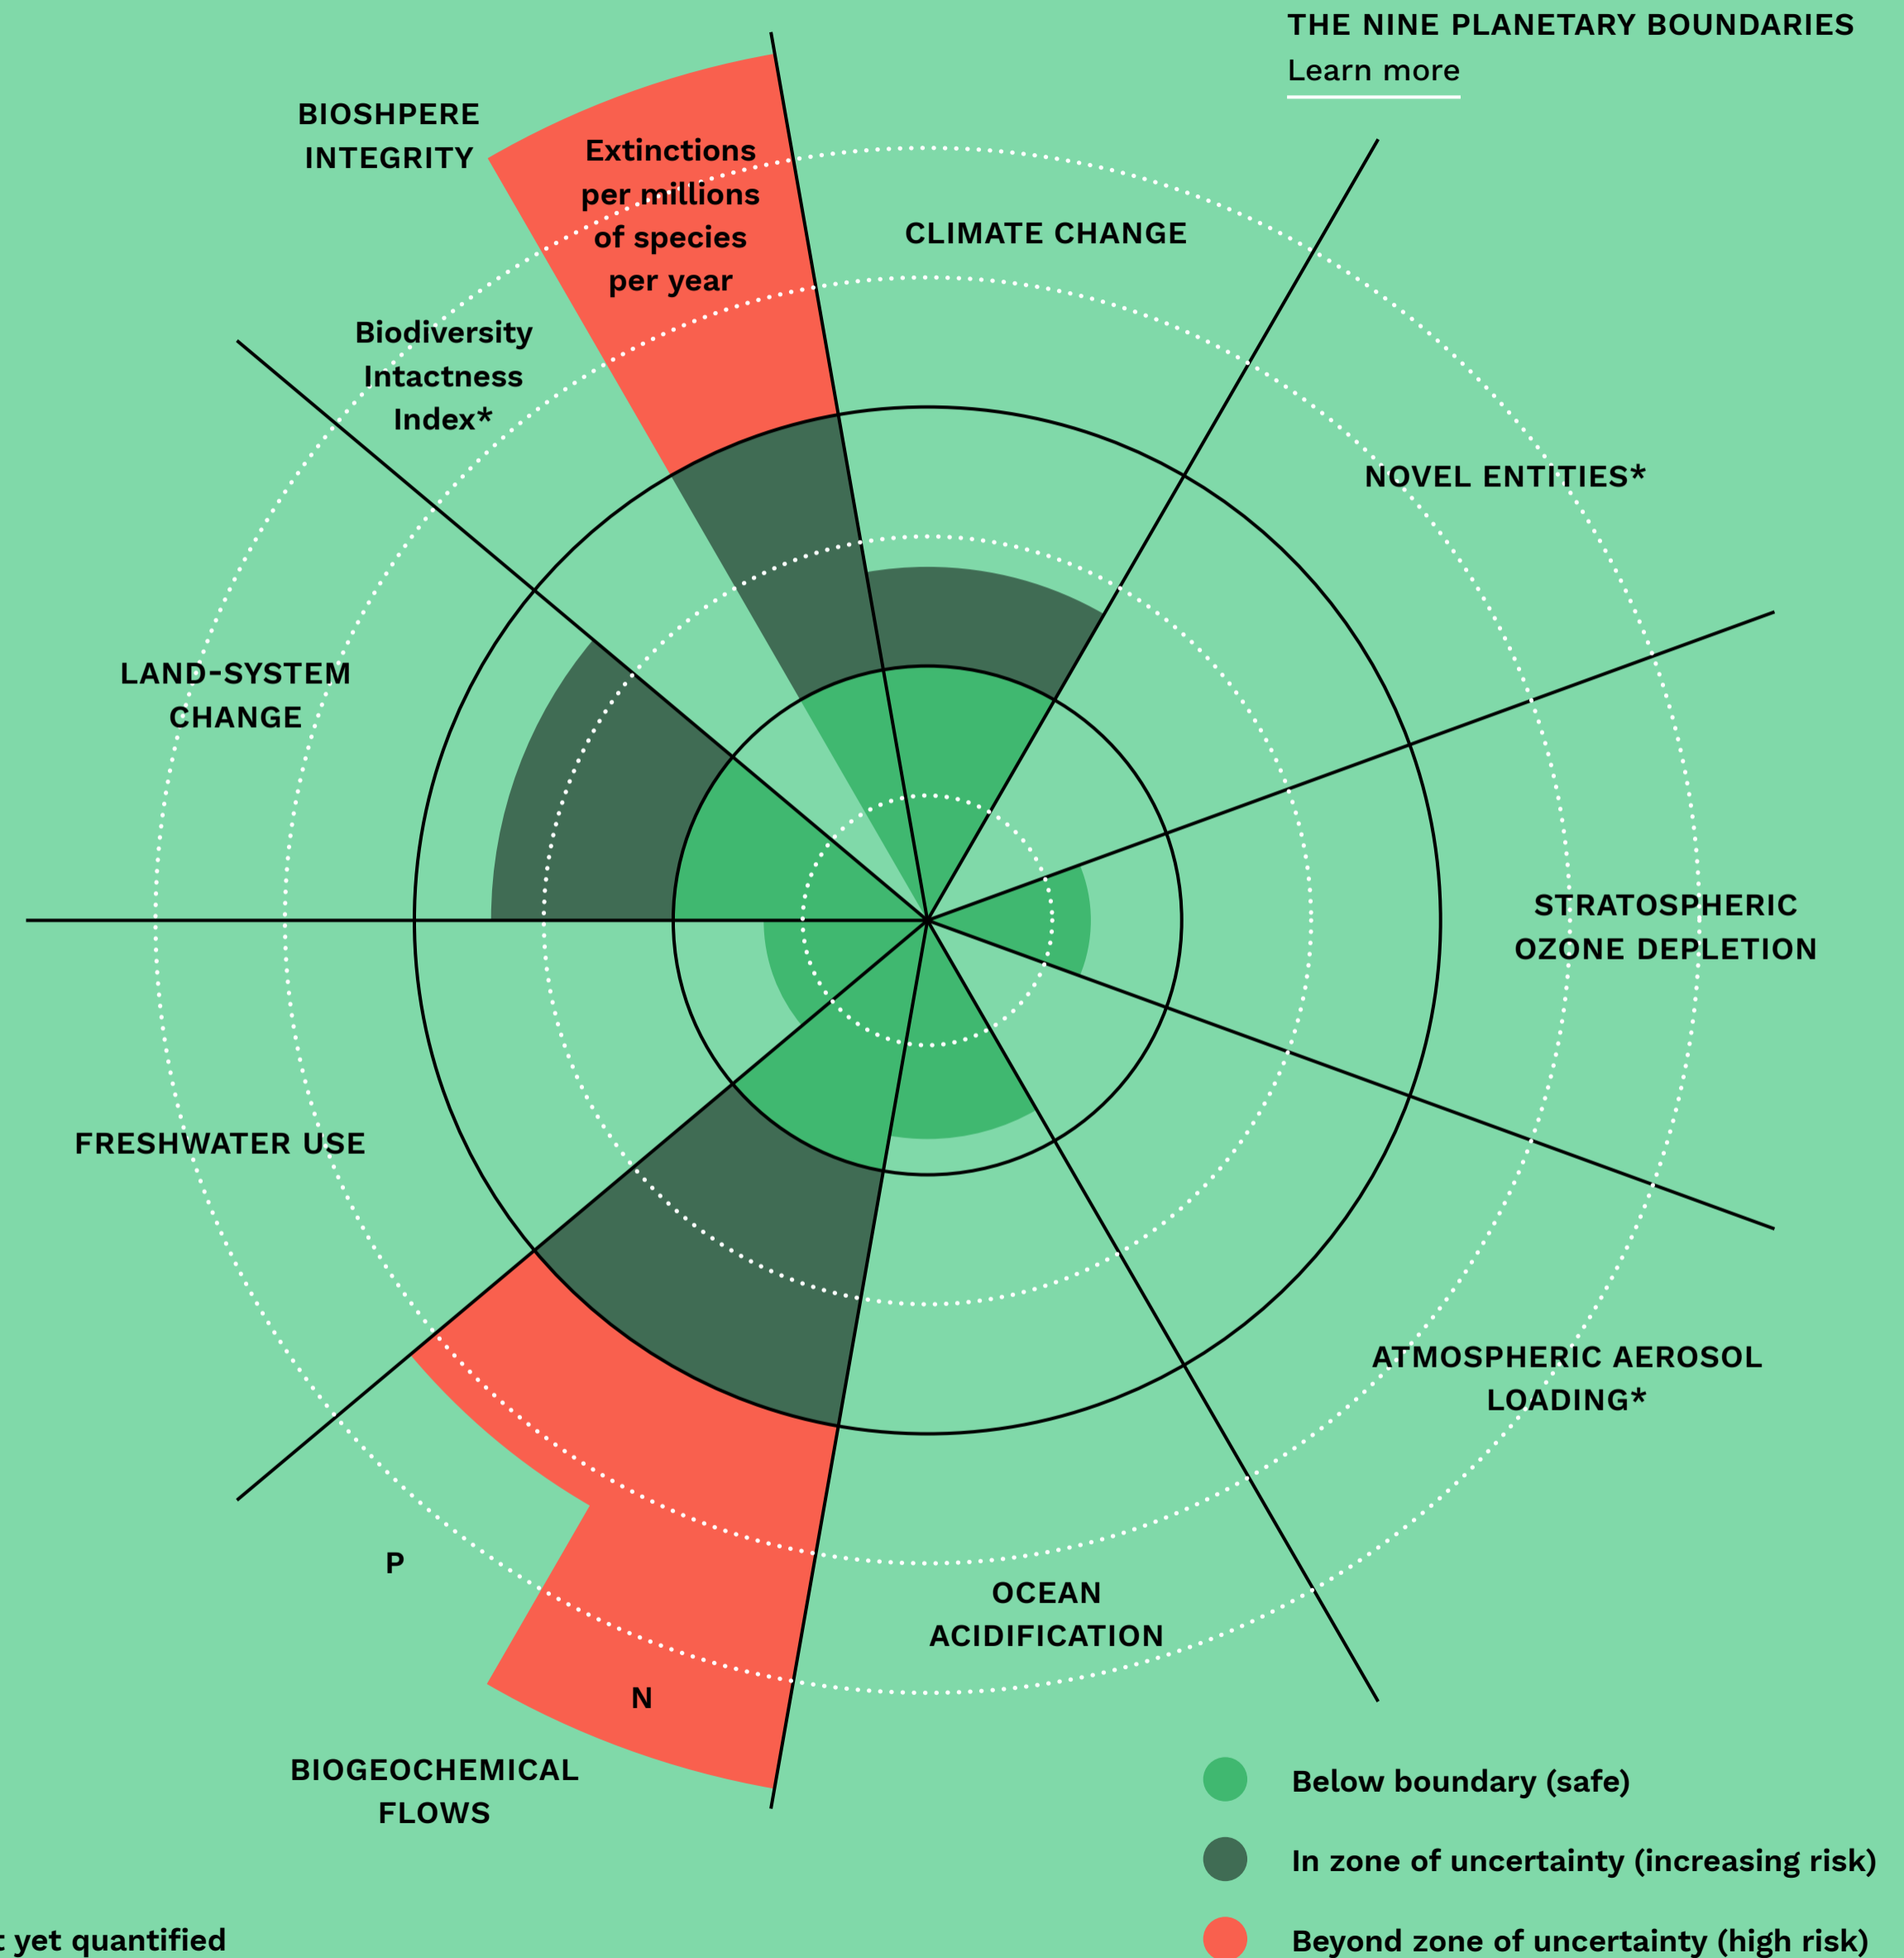 THE NINE PLANETARY BOUNDARIES
Learn more
BIOSHPERE
INTEGRITY
Extinctions
per millions
of species
per year
CLIMATE CHANGE
Biodiversity
Intactness
Index*
NOVEL ENTITIES*
LAND-SYSTEM
CHANGE
STRATOSPHERIC
OZONE DEPLETION
FRESHWATER USE
ATMOSPHERIC AEROSOL
LOADING*
P
OCEAN
ACIDIFICATION
N
BIOGEOCHEMICAL
FLOWS
Below boundary (safe)
In zone of uncertainty (increasing risk)
Beyond zone of uncertainty (high risk)
yet quantified